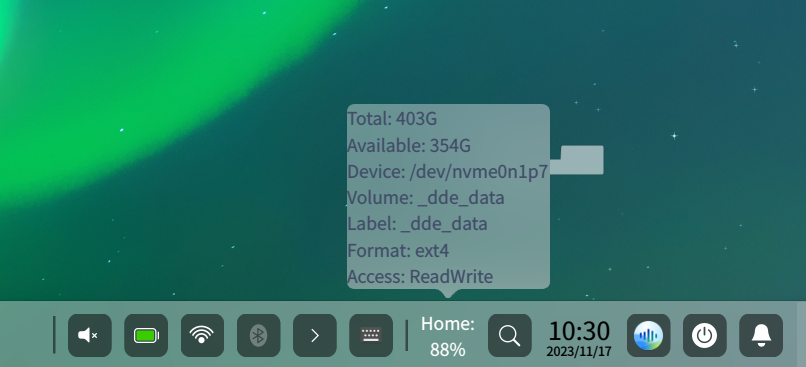 Total: 403G
Available: 354G
Device: /dev/nvme0n1p7
Volume: _dde_data
Label: _dde_data
Format: ext4
Access: ReadWrite
Home:
88%
10:30
2023/11/17